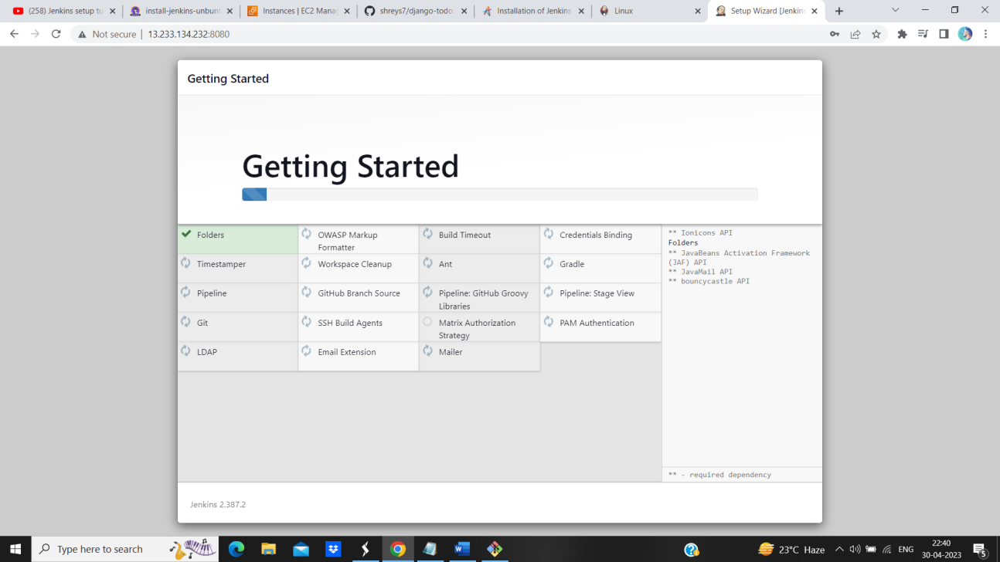 (258) Jenkins setup tu
install-jenkins-ubunt
Instances | EC2 Manag
shreys7/django-todo
Installation of Jenkins
Linux
Setup Wizard [Jenkins
Not secure | 13.233.134.232:8080
Getting Started
Getting Started
Folders
OWASP Markup
Formatter
Build Timeout
Credentials Binding
Timestamper
Workspace Cleanup
Ant
Gradle
Pipeline
GitHub Branch Source
Pipeline: GitHub Groovy
Libraries
Pipeline: Stage View
Git
SSH Build Agents
Matrix Authorization
Strategy
PAM Authentication
LDAP
Email Extension
Mailer
** Ionicons API
Folders
** JavaBeans Activation Framework
(JAF) API
** JavaMail API
** bouncycastle API
** - required dependency
Jenkins 2.387.2
Type here to search
23°C Haze
ENG
22:40
30-04-2023
5